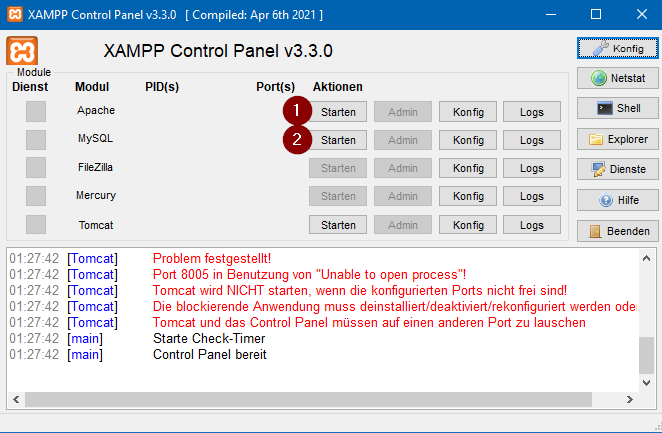 XAMPP Control Panel v3.3.0 [ Compiled: Apr 6th 2021 ]
XAMPP Control Panel v3.3.0
Konfig
Module
Dienst Modul PID(s) Port(s) Aktionen
Netstat
Apache 1 Starten Admin Konfig Logs
Shell
MySQL 2 Starten Admin Konfig Logs
Explorer
FileZilla Starten Admin Konfig Logs
Dienste
Mercury Starten Admin Konfig Logs
Hilfe
Tomcat Starten Admin Konfig Logs
Beenden
01:27:42 [Tomcat] Problem festgestellt!
01:27:42 [Tomcat] Port 8005 in Benutzung von "Unable to open process"!
01:27:42 [Tomcat] Tomcat wird NICHT starten, wenn die konfigurierten Ports nicht frei sind!
01:27:42 [Tomcat] Die blockierende Anwendung muss deinstalliert/deaktiviert/rekonfiguriert werden oder
01:27:42 [Tomcat] Tomcat und das Control Panel müssen auf einen anderen Port zu lauschen
01:27:42 [main] Starte Check-Timer
01:27:42 [main] Control Panel bereit